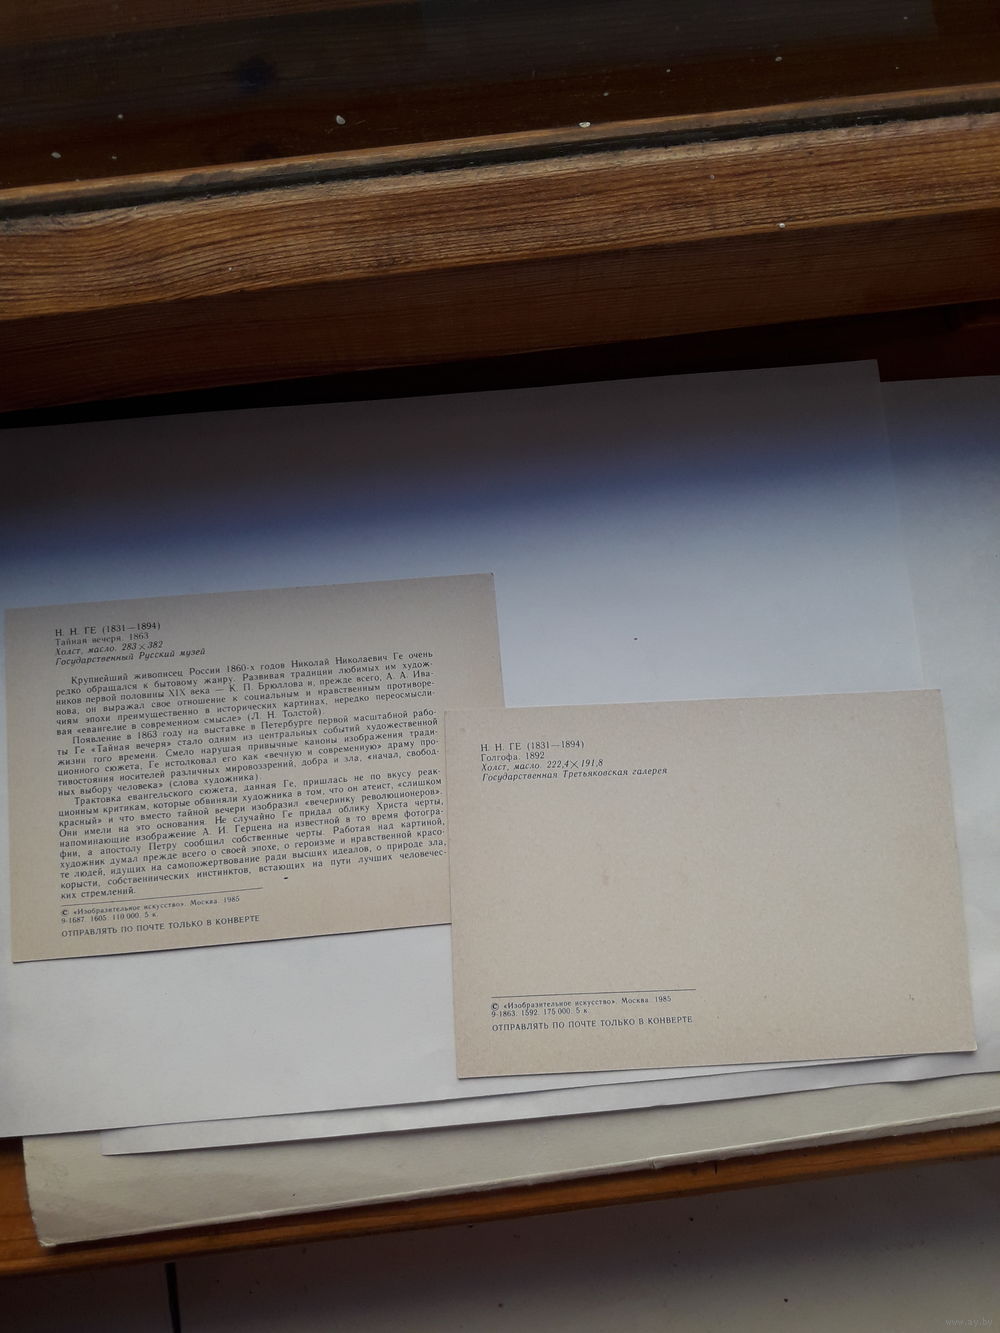 Н. Н. ГЕ (1831—1894)
Тайная вечеря. 1863
Холст, масло. 283×382
Государственный Русский музей
Крупнейший живописец России 1860-х годов Николай Николаевич Ге очень
редко обращался к бытовому жанру. Развивая традиции любимых им худож-
ников первой половины XIX века — К. П. Брюллова и, прежде всего, А. А. Ива-
нова, он выражал свое отношение к социальным и нравственным противоре-
чиям эпохи преимущественно в исторических картинах, нередко переосмысли-
вая «евангелие в современном смысле» (Л. Н. Толстой).
Появление в 1863 году на выставке в Петербурге первой масштабной рабо-
ты Ге «Тайная вечеря» стало одним из центральных событий художественной
жизни того времени. Смело нарушая привычные каноны изображения тради-
ционного сюжета, Ге истолковал его как «вечную и современную» драму про-
тивостояния носителей различных мировоззрений, добра и зла, «начал, свобод-
ных выбору человека» (слова художника).
Трактовка евангельского сюжета, данная Ге, пришлась не по вкусу реак-
ционным критикам, которые обвиняли художника в том, что он атеист, «слишком
красный» и что вместо тайной вечери изобразил «вечеринку революционеров».
Они имели на это основания. Не случайно Ге придал облику Христа черты,
напоминающие изображение А. И. Герцена на известной в то время фотогра-
фии, а апостолу Петру сообщил собственные черты. Работая над картиной,
художник думал прежде всего о своей эпохе, о героизме и нравственной красо-
те людей, идущих на самопожертвование ради высших идеалов, о природе зла,
корысти, собственнических инстинктов, встающих на пути лучших человечес-
ких стремлений.
© «Изобразительное искусство». Москва. 1985
9-1687. 1605. 110 000. 5 к.
ОТПРАВЛЯТЬ ПО ПОЧТЕ ТОЛЬКО В КОНВЕРТЕ
Н. Н. ГЕ (1831—1894)
Голгофа. 1892
Холст, масло. 222,4×191,8
Государственная Третьяковская галерея
© «Изобразительное искусство». Москва. 1985
9-1863. 1592. 175 000. 5 к.
ОТПРАВЛЯТЬ ПО ПОЧТЕ ТОЛЬКО В КОНВЕРТЕ
www.ay.by